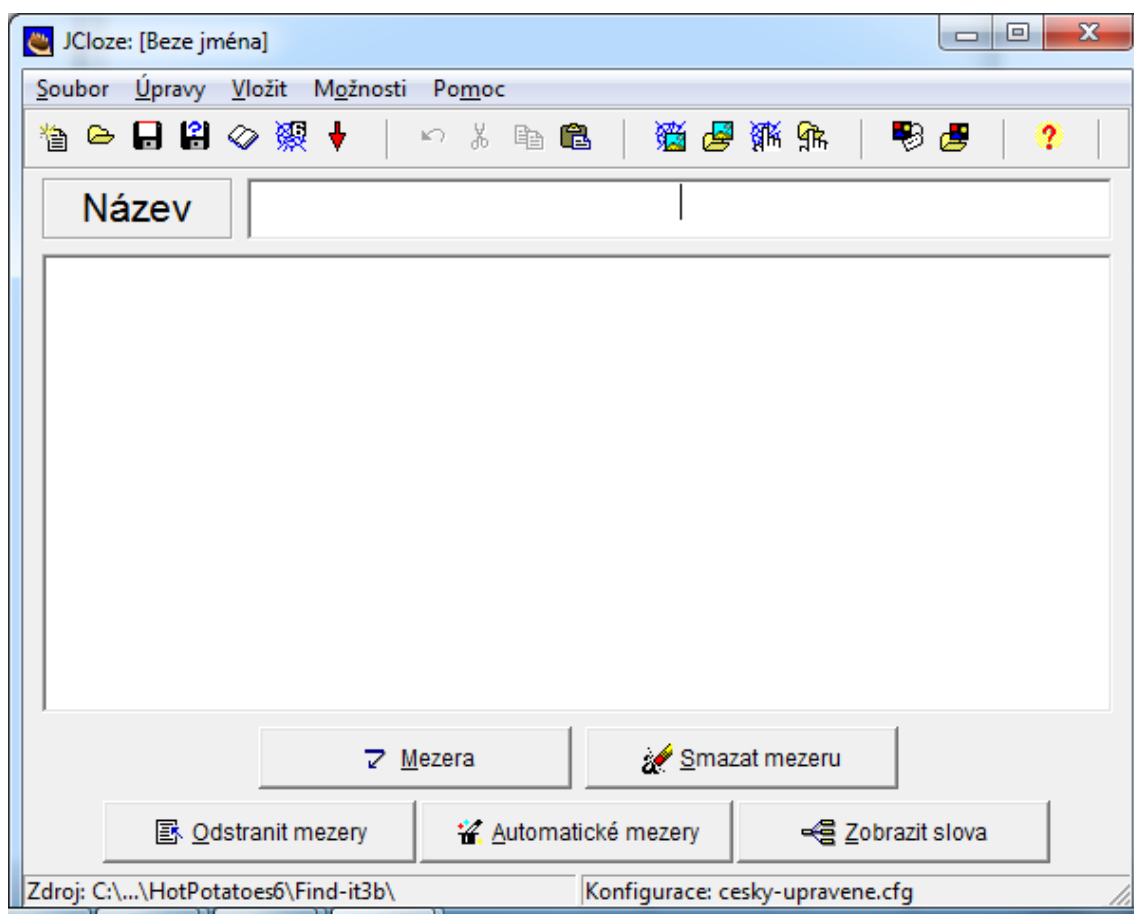 JCloze: [Beze jména]
Soubor Úpravy Vložit Možnosti Pomoc
Název
Mezera Smazat mezeru
Odstranit mezery Automatické mezery Zobrazit slova
Zdroj: C:\...\HotPotatoes6\Find-it3b\ Konfigurace: cesky-upravene.cfg